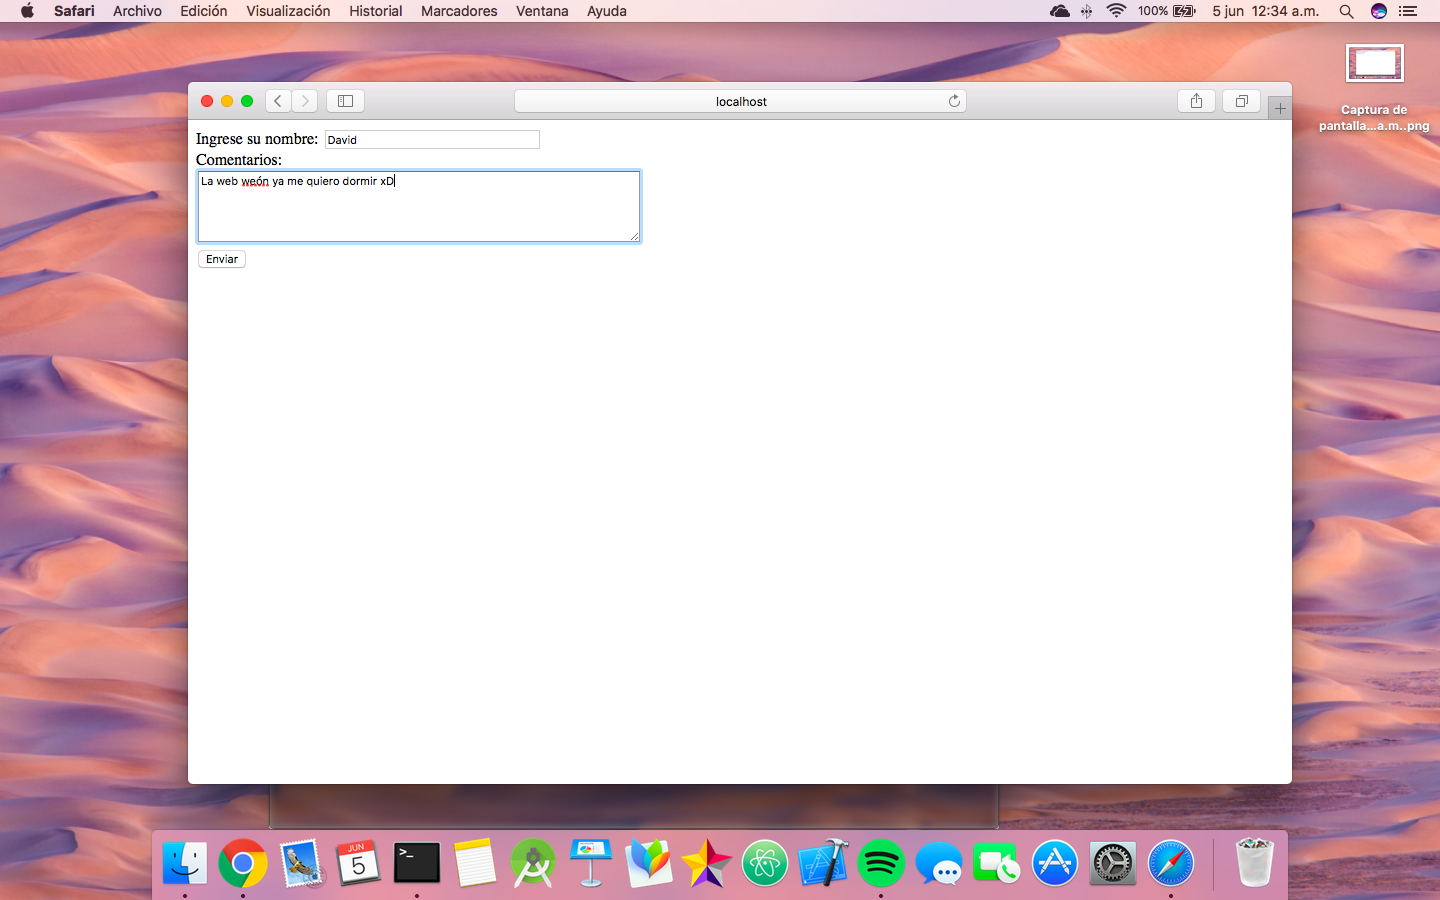 Safari Archivo Edición Visualización Historial Marcadores Ventana Ayuda 100% 5 jun 12:34 a.m.
localhost
Captura de
pantalla...a.m..png
Ingrese su nombre: David
Comentarios:
La web weón ya me quiero dormir xD
Enviar
JUN
5
>_